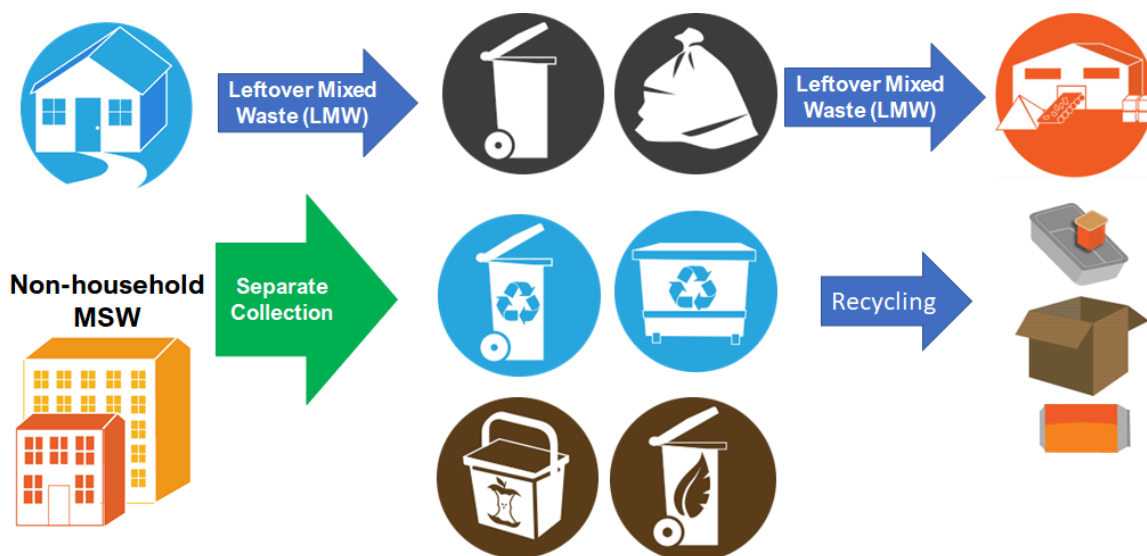 Leftover Mixed
Waste (LMW)
Leftover Mixed
Waste (LMW)
Non-household
MSW
Separate
Collection
Recycling